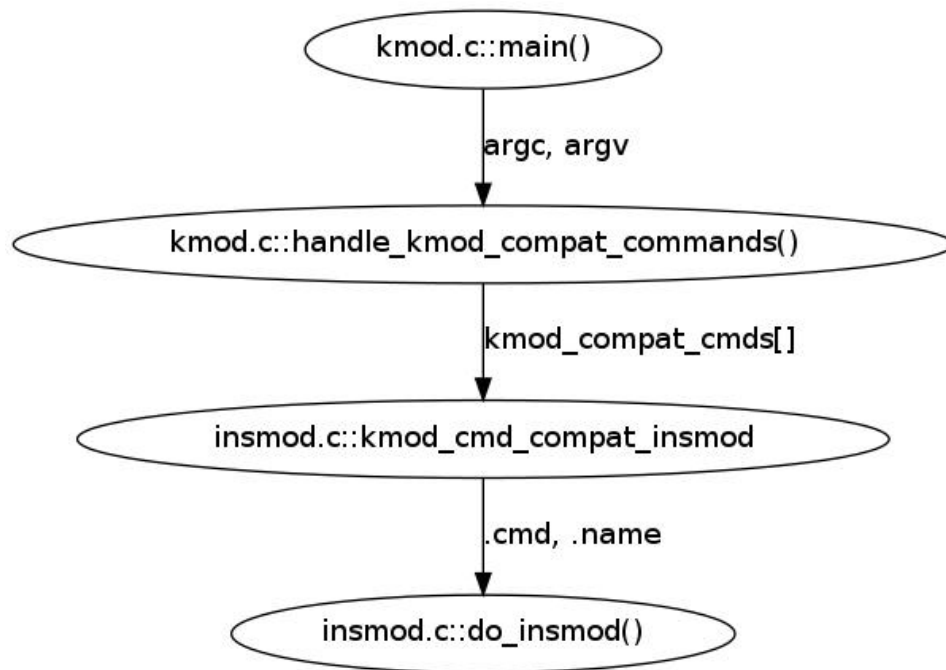 kmod.c::main()
argc, argv
kmod.c::handle_kmod_compat_commands()
kmod_compat_cmds[]
insmod.c::kmod_cmd_compat_insmod
.cmd, .name
insmod.c::do_insmod()